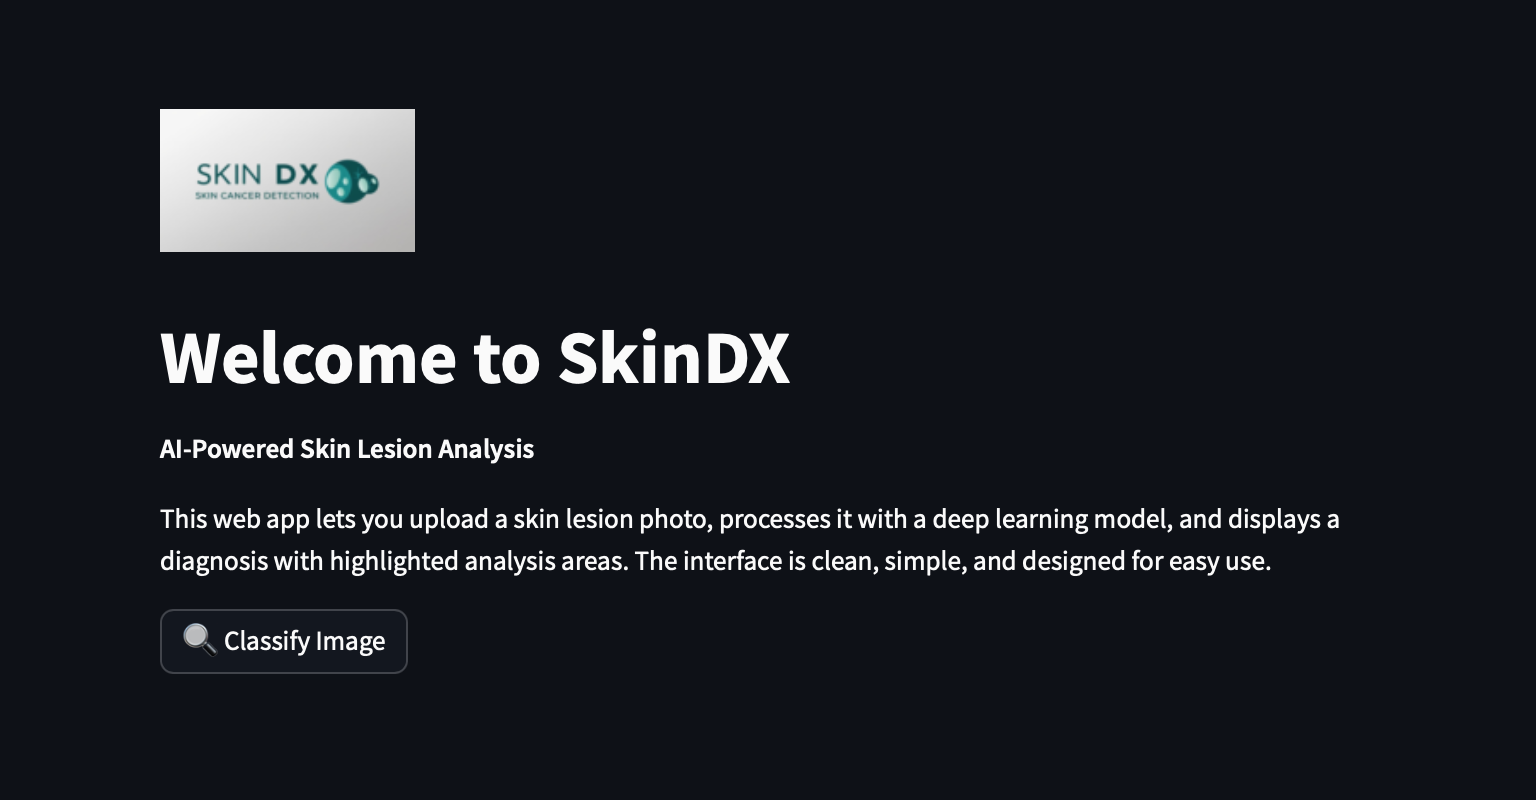 SKIN DX
SKIN CANCER DETECTION
Welcome to SkinDX
AI-Powered Skin Lesion Analysis
This web app lets you upload a skin lesion photo, processes it with a deep learning model, and displays a
diagnosis with highlighted analysis areas. The interface is clean, simple, and designed for easy use.
🔍 Classify Image